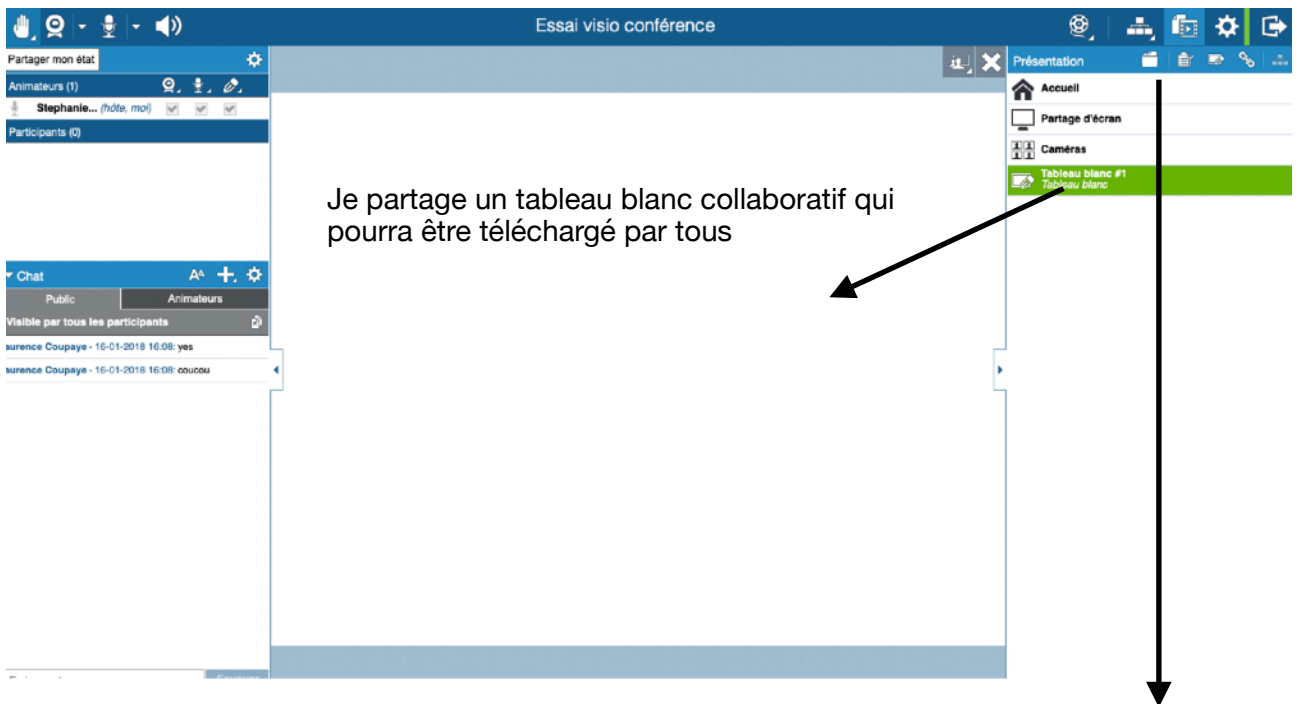 Essai visio conférence
Partager mon état
Animateurs (1)
Stephanie... (hôte, moi)
Participants (0)
Chat
Public Animateurs
Visible par tous les participants
aurence Coupaye - 16-01-2018 16:08: yes
aurence Coupaye - 16-01-2018 16:08: coucou
Je partage un tableau blanc collaboratif qui
pourra être téléchargé par tous
Présentation
Accueil
Partage d'écran
Caméras
Tableau blanc #1
Tableau blanc